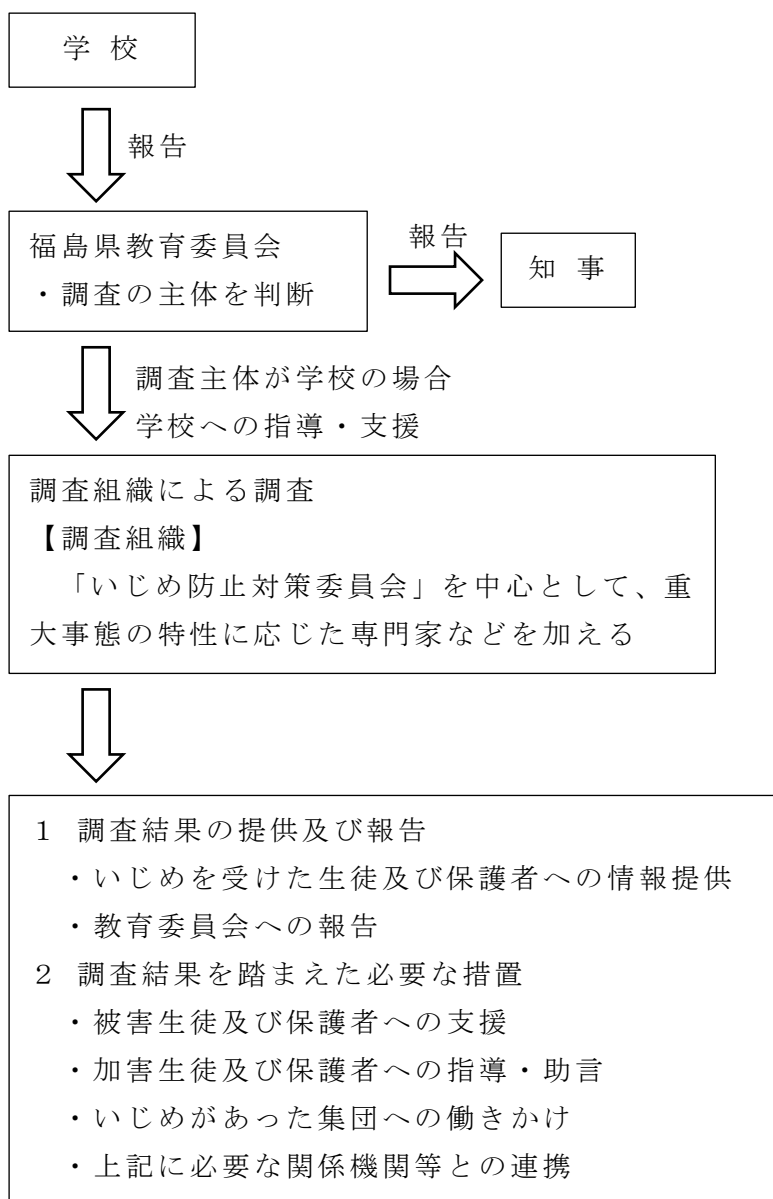 学 校
報告
福島県教育委員会
・調査の主体を判断
報告
知 事
調査主体が学校の場合
学校への指導・支援
調査組織による調査
【調査組織】
「いじめ防止対策委員会」を中心として、重
大事態の特性に応じた専門家などを加える
1 調査結果の提供及び報告
・いじめを受けた生徒及び保護者への情報提供
・教育委員会への報告
2 調査結果を踏まえた必要な措置
・被害生徒及び保護者への支援
・加害生徒及び保護者への指導・助言
・いじめがあった集団への働きかけ
・上記に必要な関係機関等との連携